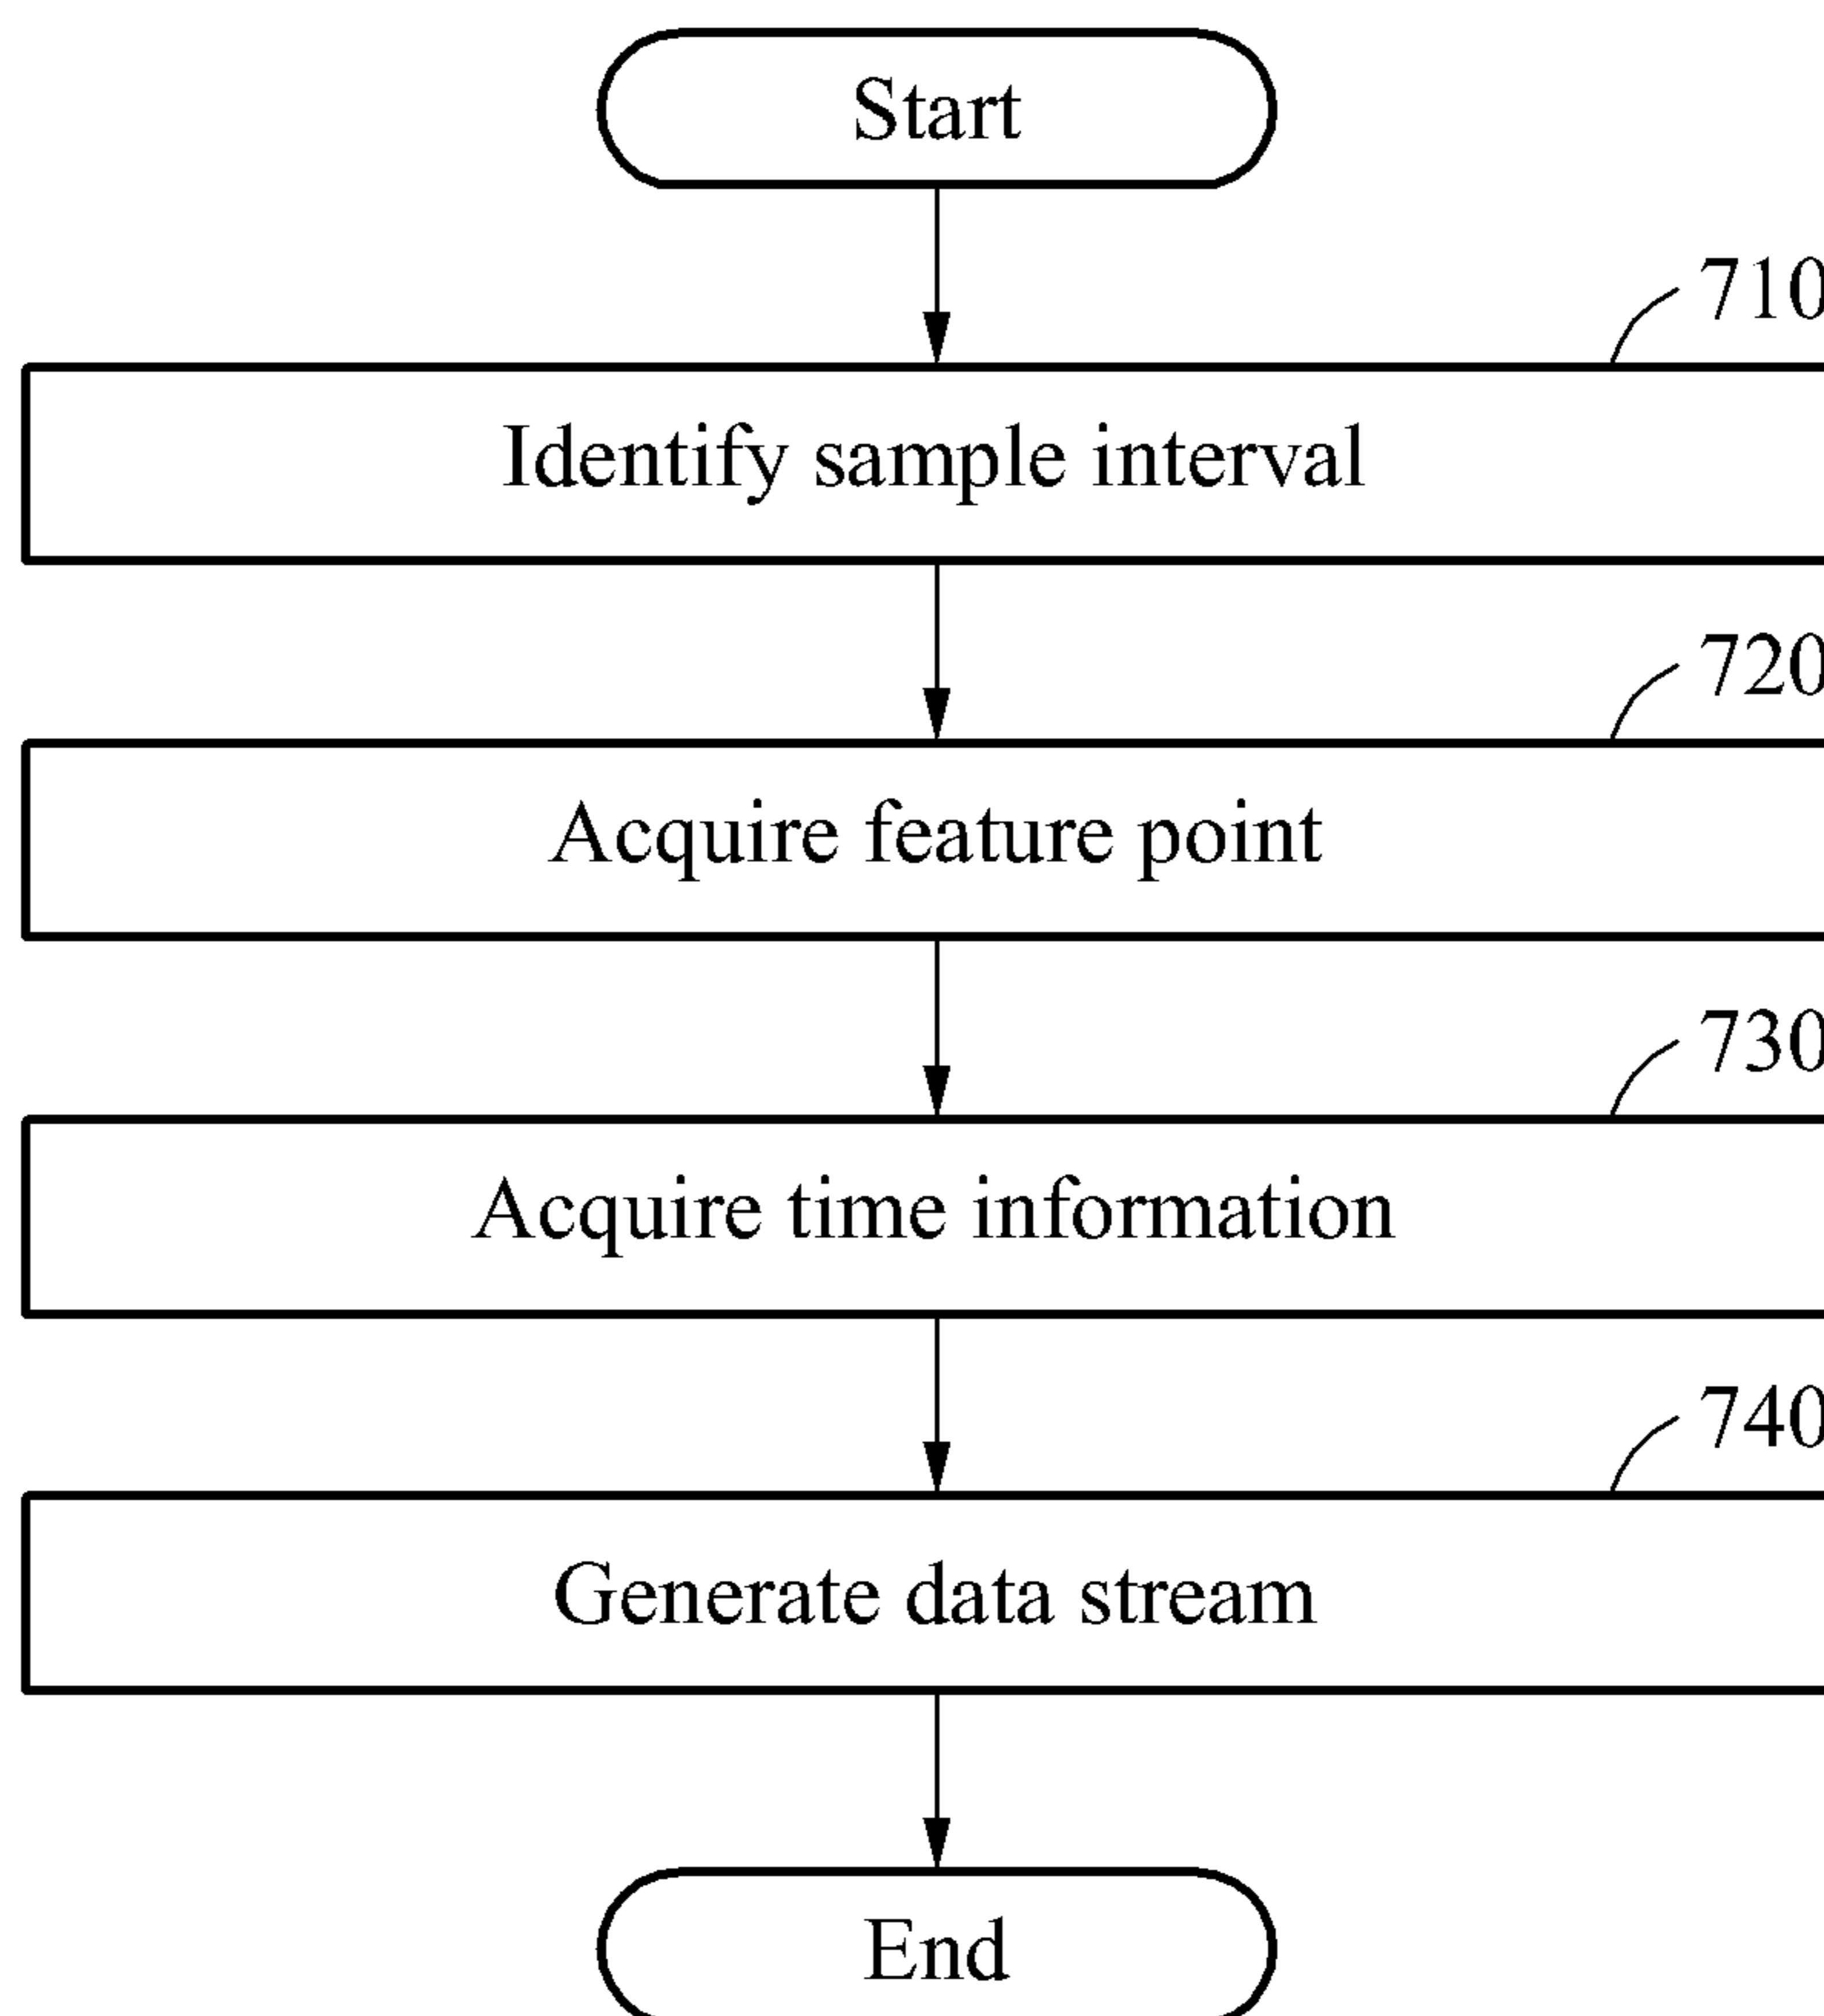 Start
710
Identify sample interval
720
Acquire feature point
730
Acquire time information
740
Generate data stream
End